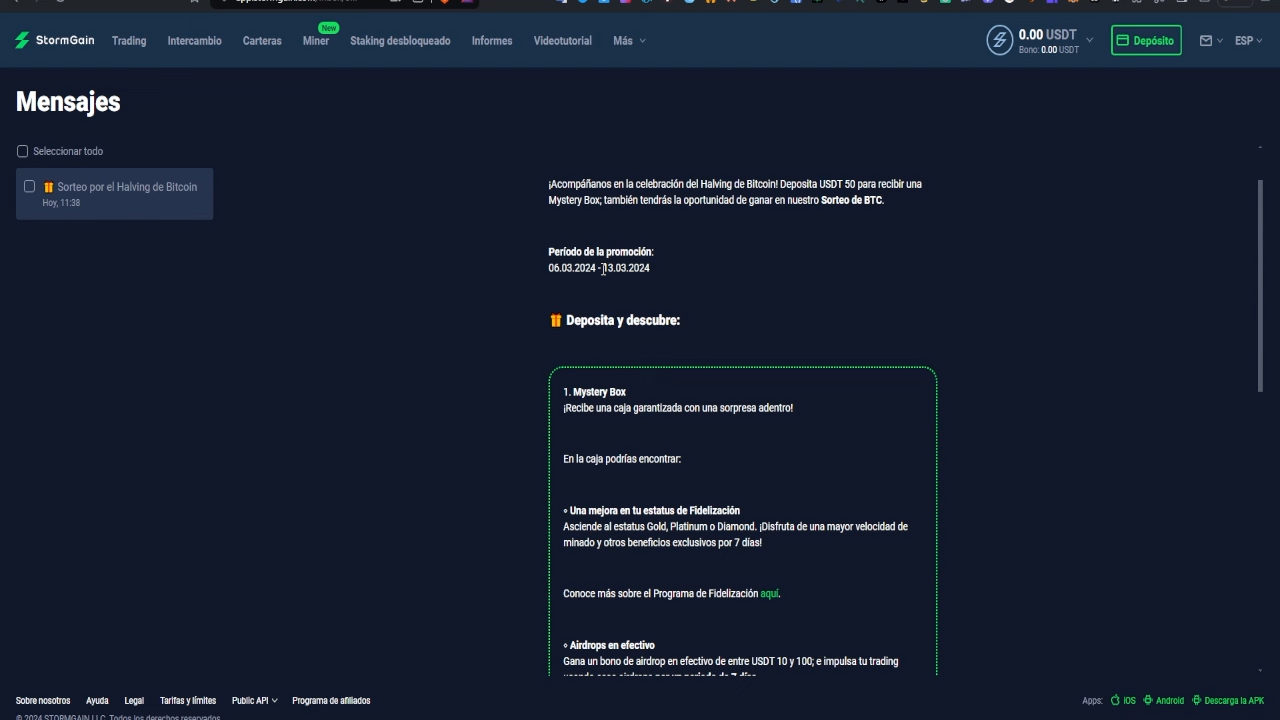 StormGain
Trading
Intercambio
Carteras
Miner
New
Staking desbloqueado
Informes
Videotutorial
Más
0.00 USDT
Bono: 0.00 USDT
Depósito
ESP
Mensajes
Seleccionar todo
Sorteo por el Halving de Bitcoin
Hoy, 11:38
¡Acompáñanos en la celebración del Halving de Bitcoin! Deposita USDT 50 para recibir una
Mystery Box; también tendrás la oportunidad de ganar en nuestro Sorteo de BTC.
Período de la promoción:
06.03.2024 - 13.03.2024
Deposita y descubre:
1. Mystery Box
¡Recibe una caja garantizada con una sorpresa adentro!
En la caja podrías encontrar:
◦ Una mejora en tu estatus de Fidelización
Asciende al estatus Gold, Platinum o Diamond. ¡Disfruta de una mayor velocidad de
minado y otros beneficios exclusivos por 7 días!
Conoce más sobre el Programa de Fidelización aquí.
◦ Airdrops en efectivo
Gana un bono de airdrop en efectivo de entre USDT 10 y 100; e impulsa tu trading
Sobre nosotros
Ayuda
Legal
Tarifas y límites
Public API
Programa de afiliados
Apps:
iOS
Android
Descarga la APK
© 2024 STORMGAIN LLC. Todos los derechos reservados